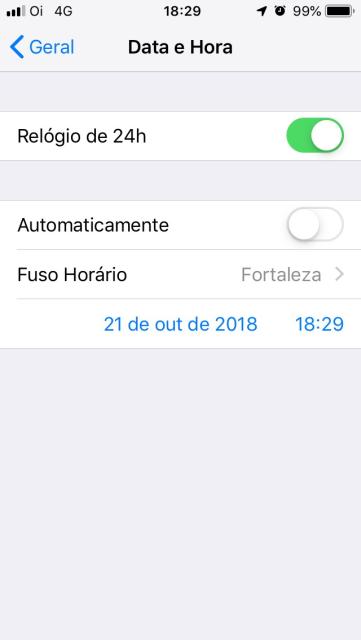 Oi 4G 18:29 99%
Geral Data e Hora
Relógio de 24h
Automaticamente
Fuso Horário Fortaleza
21 de out de 2018 18:29